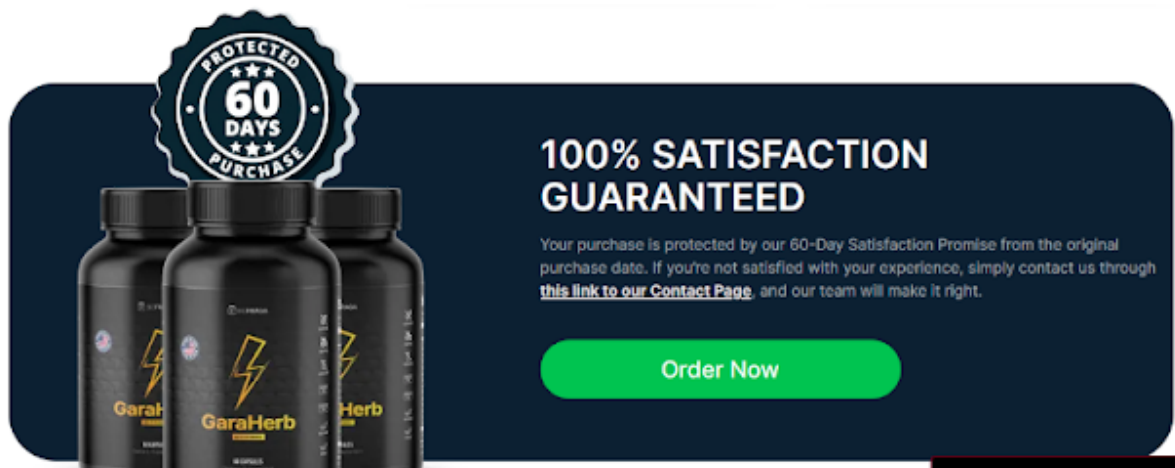 PROTECTED
60
DAYS
PURCHASE
100% SATISFACTION
GUARANTEED
Your purchase is protected by our 60-Day Satisfaction Promise from the original
purchase date. If you're not satisfied with your experience, simply contact us through
this link to our Contact Page, and our team will make it right.
Order Now
GaraHerb